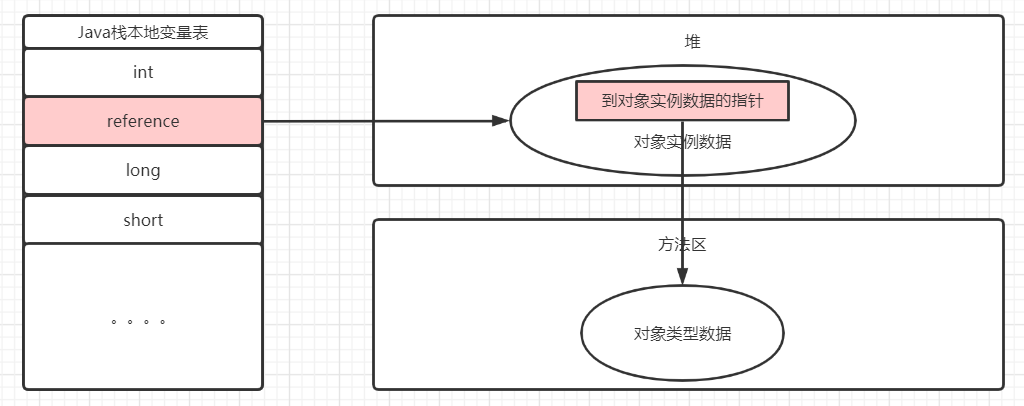 Java栈本地变量表
int
reference
long
short
。。。。
堆
到对象实例数据的指针
对象实例数据
方法区
对象类型数据